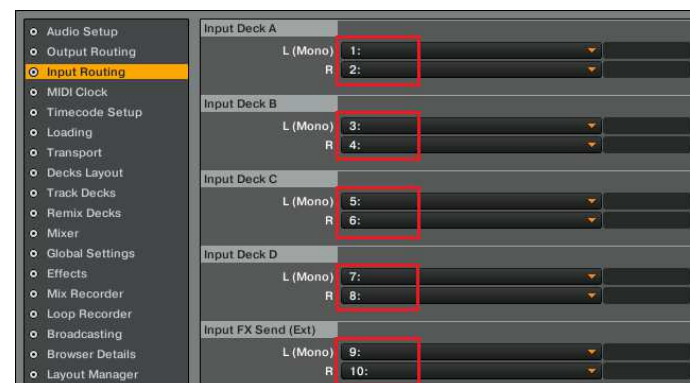 Audio Setup
Output Routing
Input Routing
MIDI Clock
Timecode Setup
Loading
Transport
Decks Layout
Track Decks
Remix Decks
Mixer
Global Settings
Effects
Mix Recorder
Loop Recorder
Broadcasting
Browser Details
Layout Manager
Input Deck A
L (Mono) 1:
R 2:
Input Deck B
L (Mono) 3:
R 4:
Input Deck C
L (Mono) 5:
R 6:
Input Deck D
L (Mono) 7:
R 8:
Input FX Send (Ext)
L (Mono) 9:
R 10: